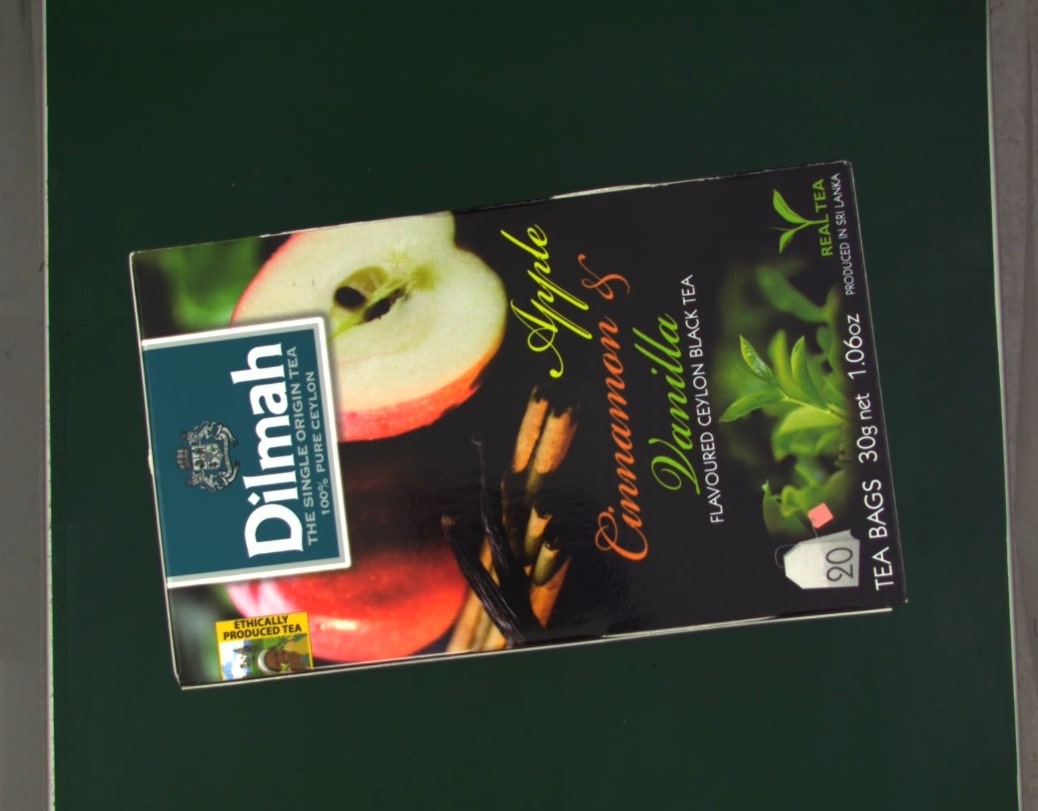 Dilmah
THE SINGLE ORIGIN TEA
100% PURE CEYLON
ETHICALLY
PRODUCED TEA
Apple
Cinnamon &
Vanilla
FLAVOURED CEYLON BLACK TEA
REAL TEA
PRODUCED IN SRI LANKA
20
TEA BAGS 30g net 1.06oz